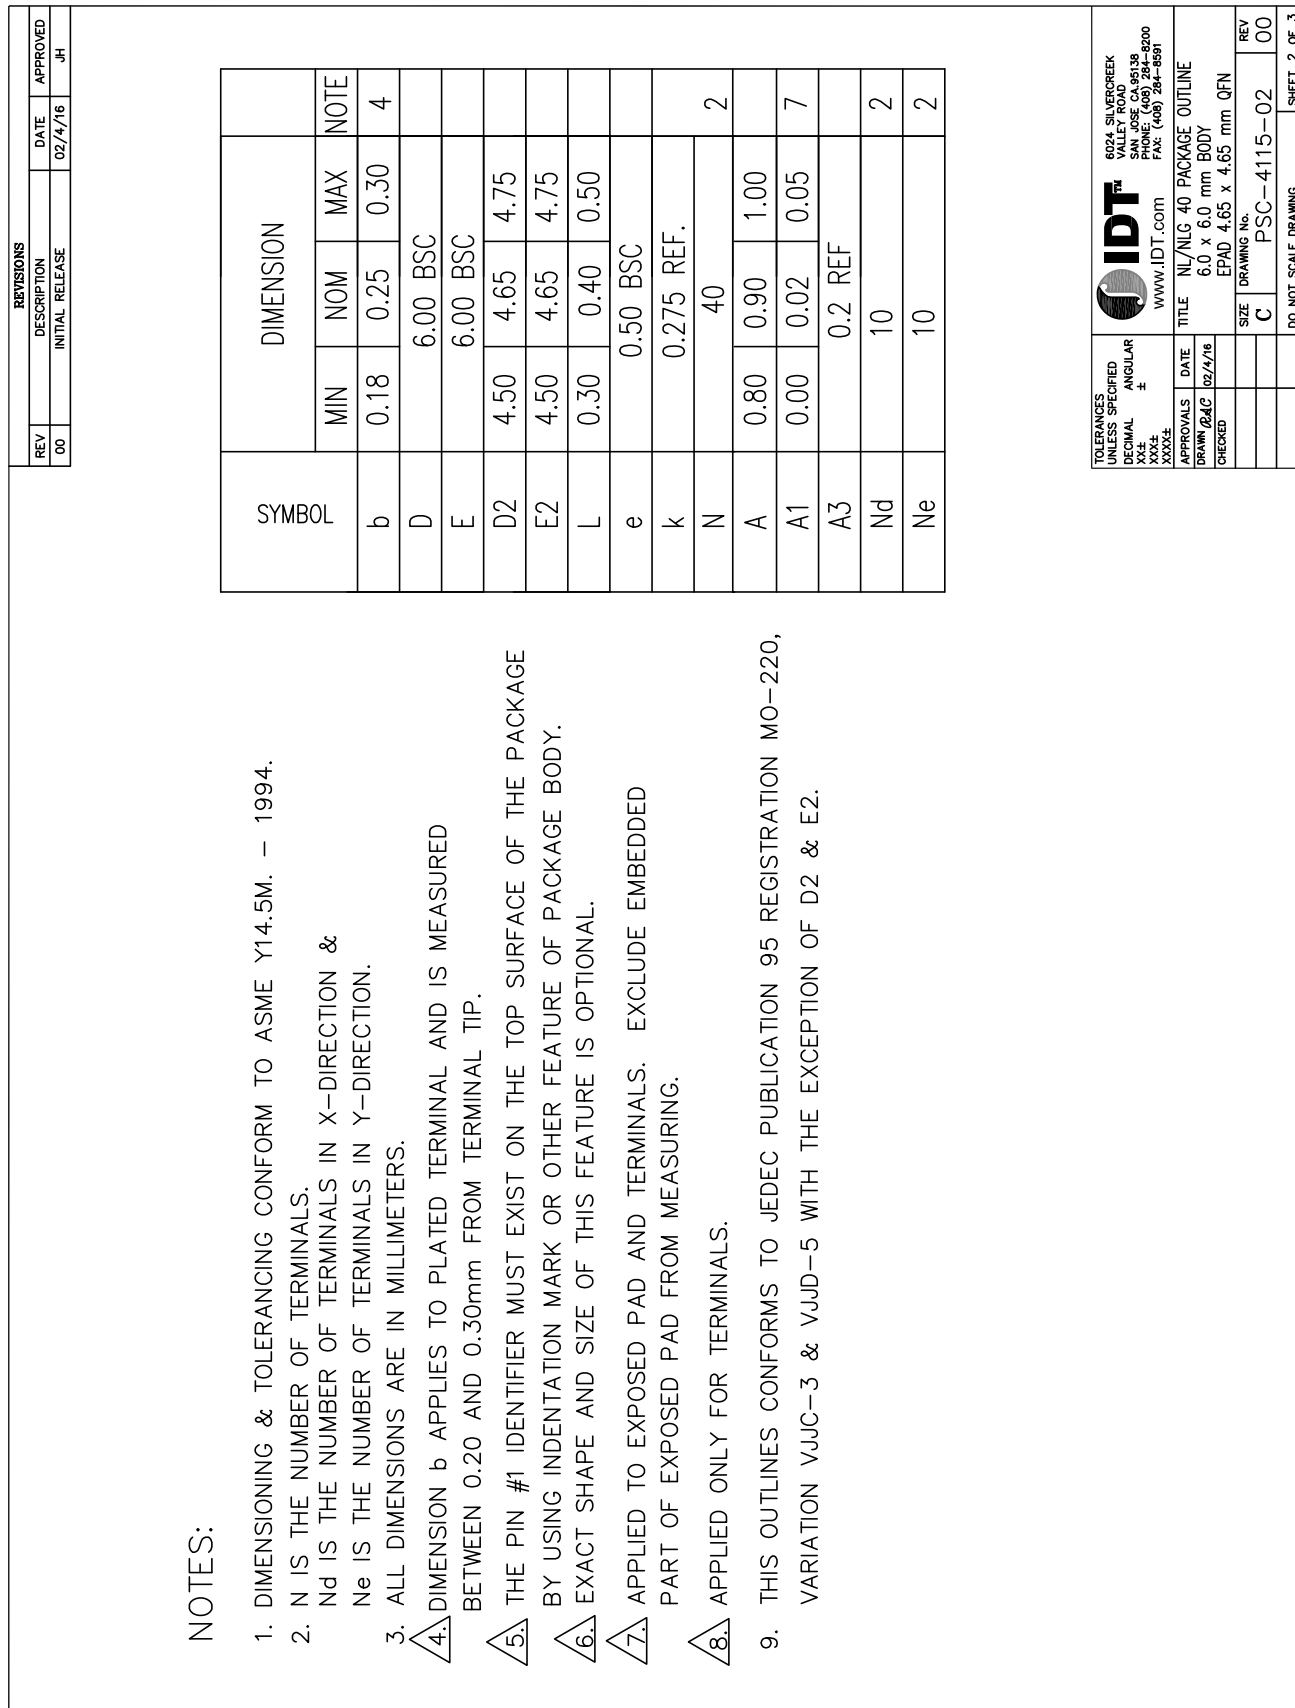 REVISIONS
REV DESCRIPTION DATE APPROVED
00 INITIAL RELEASE 02/4/16 JH
NOTES:
1. DIMENSIONING & TOLERANCING CONFORM TO ASME Y14.5M. – 1994.
2. N IS THE NUMBER OF TERMINALS.
Nd IS THE NUMBER OF TERMINALS IN X–DIRECTION &
Ne IS THE NUMBER OF TERMINALS IN Y–DIRECTION.
3. ALL DIMENSIONS ARE IN MILLIMETERS.
4. DIMENSION b APPLIES TO PLATED TERMINAL AND IS MEASURED
BETWEEN 0.20 AND 0.30mm FROM TERMINAL TIP.
5. THE PIN #1 IDENTIFIER MUST EXIST ON THE TOP SURFACE OF THE PACKAGE
BY USING INDENTATION MARK OR OTHER FEATURE OF PACKAGE BODY.
6. EXACT SHAPE AND SIZE OF THIS FEATURE IS OPTIONAL.
7. APPLIED TO EXPOSED PAD AND TERMINALS. EXCLUDE EMBEDDED
PART OF EXPOSED PAD FROM MEASURING.
8. APPLIED ONLY FOR TERMINALS.
9. THIS OUTLINES CONFORMS TO JEDEC PUBLICATION 95 REGISTRATION MO–220,
VARIATION VJJC–3 & VJJD–5 WITH THE EXCEPTION OF D2 & E2.
SYMBOL DIMENSION
MIN NOM MAX NOTE
b 0.18 0.25 0.30 4
D 6.00 BSC
E 6.00 BSC
D2 4.50 4.65 4.75
E2 4.50 4.65 4.75
L 0.30 0.40 0.50
e 0.50 BSC
k 0.275 REF.
N 40 2
A 0.80 0.90 1.00
A1 0.00 0.02 0.05 7
A3 0.2 REF
Nd 10 2
Ne 10 2
TOLERANCES
UNLESS SPECIFIED
DECIMAL ANGULAR
XX± ±
XXX±
XXXX±
APPROVALS DATE
DRAWN RAC 02/4/16
CHECKED
IDT™
www.IDT.com
6024 SILVERCREEK
VALLEY ROAD
SAN JOSE CA.95138
PHONE: (408) 284–8200
FAX: (408) 284–8591
TITLE NL/NLG 40 PACKAGE OUTLINE
6.0 x 6.0 mm BODY
EPAD 4.65 x 4.65 mm QFN
SIZE DRAWING No. REV
C PSC–4115–02 00
DO NOT SCALE DRAWING SHEET 2 OF 3